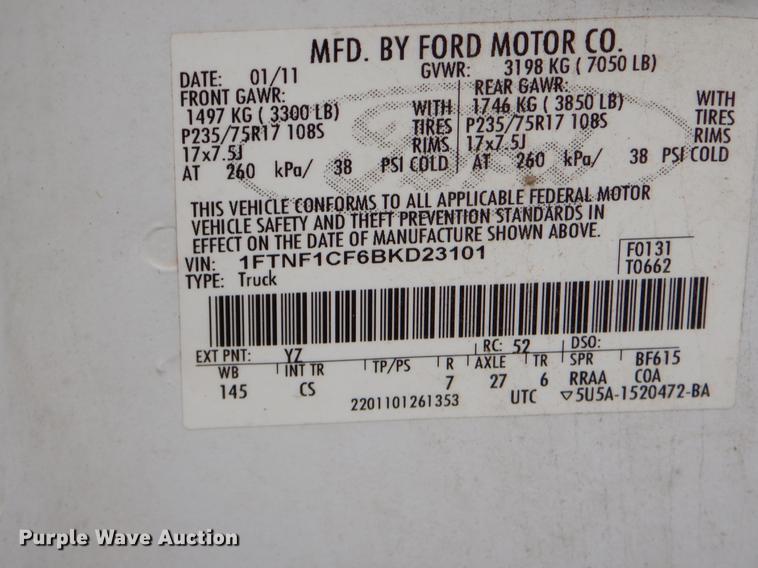 MFD. BY FORD MOTOR CO.
DATE: 01/11 GVWR: 3198 KG ( 7050 LB)
FRONT GAWR: REAR GAWR:
1497 KG ( 3300 LB) WITH 1746 KG ( 3850 LB) WITH
P235/75R17 108S TIRES P235/75R17 108S TIRES
17x7.5J RIMS 17x7.5J RIMS
AT 260 kPa/ 38 PSI COLD AT 260 kPa/ 38 PSI COLD
THIS VEHICLE CONFORMS TO ALL APPLICABLE FEDERAL MOTOR
VEHICLE SAFETY AND THEFT PREVENTION STANDARDS IN
EFFECT ON THE DATE OF MANUFACTURE SHOWN ABOVE.
VIN: 1FTNF1CF6BKD23101 F0131
TYPE: Truck T0662
EXT PNT: YZ RC: 52 DSO:
WB INT TR TP/PS R AXLE TR SPR BF615
145 CS 7 27 6 RRAA COA
2201101261353 UTC ▽5U5A-1520472-BA
Purple Wave Auction